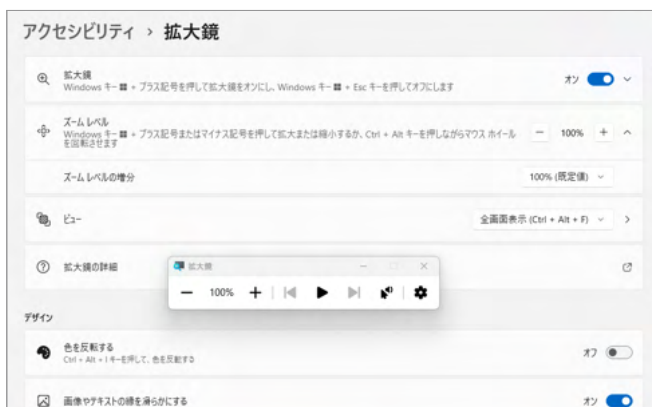 アクセシビリティ › 拡大鏡
拡大鏡
Windows キー + プラス記号を押して拡大鏡をオンにし、Windows キー + Esc キーを押してオフにします
オン
ズーム レベル
Windows キー + プラス記号またはマイナス記号を押して拡大または縮小するか、Ctrl + Alt キーを押しながらマウス ホイールを回転させます
100%
ズーム レベルの増分
100% (既定値)
ビュー
全画面表示 (Ctrl + Alt + F)
拡大鏡の詳細
拡大鏡
100%
デザイン
色を反転する
Ctrl + Alt + I キーを押して、色を反転する
オフ
画像やテキストの縁を滑らかにする
オン